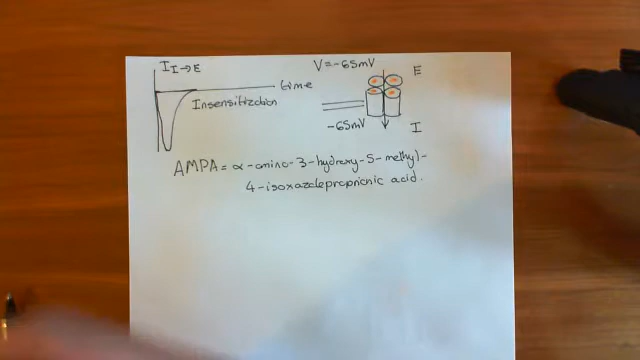 I I→E
time
Insensitization
V = -65mV
E
-65mV
I
AMPA = α-amino-3-hydroxy-5-methyl-
4-isoxazolepropionic acid.